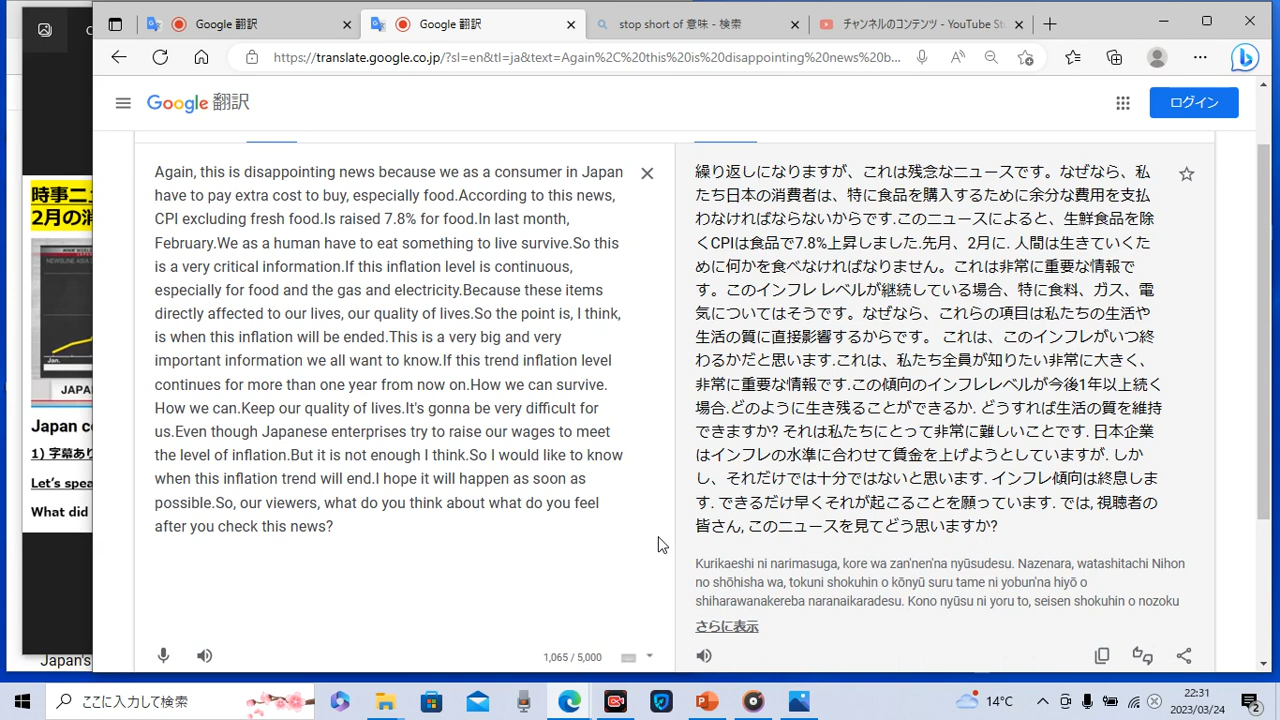 Google 翻訳
Google 翻訳
stop short of 意味 - 検索
チャンネルのコンテンツ - YouTube St
https://translate.google.co.jp/?sl=en&tl=ja&text=Again%2C%20this%20is%20disappointing%20news%20b...
Google 翻訳
ログイン
Again, this is disappointing news because we as a consumer in Japan
have to pay extra cost to buy, especially food.According to this news,
CPI excluding fresh food.Is raised 7.8% for food.In last month,
February.We as a human have to eat something to live survive.So this
is a very critical information.If this inflation level is continuous,
especially for food and the gas and electricity.Because these items
directly affected to our lives, our quality of lives.So the point is, I think,
is when this inflation will be ended.This is a very big and very
important information we all want to know.If this trend inflation level
continues for more than one year from now on.How we can survive.
How we can.Keep our quality of lives.It's gonna be very difficult for
us.Even though Japanese enterprises try to raise our wages to meet
the level of inflation.But it is not enough I think.So I would like to know
when this inflation trend will end.I hope it will happen as soon as
possible.So, our viewers, what do you think about what do you feel
after you check this news?
1,065 / 5,000
繰り返しになりますが、これは残念なニュースです。なぜなら、私
たち日本の消費者は、特に食品を購入するために余分な費用を支払
わなければならないからです.このニュースによると、生鮮食品を除
くCPIは食品で7.8%上昇しました.先月、2月に. 人間は生きていくた
めに何かを食べなければなりません。これは非常に重要な情報で
す。このインフレ レベルが継続している場合、特に食料、ガス、電
気についてはそうです。なぜなら、これらの項目は私たちの生活や
生活の質に直接影響するからです。 これは、このインフレがいつ終
わるかだと思います.これは、私たち全員が知りたい非常に大きく、
非常に重要な情報です.この傾向のインフレレベルが今後1年以上続く
場合.どのように生き残ることができるか. どうすれば生活の質を維持
できますか? それは私たちにとって非常に難しいことです. 日本企業
はインフレの水準に合わせて賃金を上げようとしていますが. しか
し、それだけでは十分ではないと思います. インフレ傾向は終息しま
す. できるだけ早くそれが起こることを願っています. では, 視聴者の
皆さん, このニュースを見てどう思いますか?
Kurikaeshi ni narimasuga, kore wa zan'nen'na nyūsudesu. Nazenara, watashitachi Nihon
no shōhisha wa, tokuni shokuhin o kōnyū suru tame ni yobun'na hiyō o
shiharawanakereba naranaikaradesu. Kono nyūsu ni yoru to, seisen shokuhin o nozoku
さらに表示
時事ニュ
2月の消
Jan.
JAPA
Japan co
1) 字幕あり
Let's spea
What did
Japan's
ここに入力して検索
14°C
22:31
2023/03/24
2